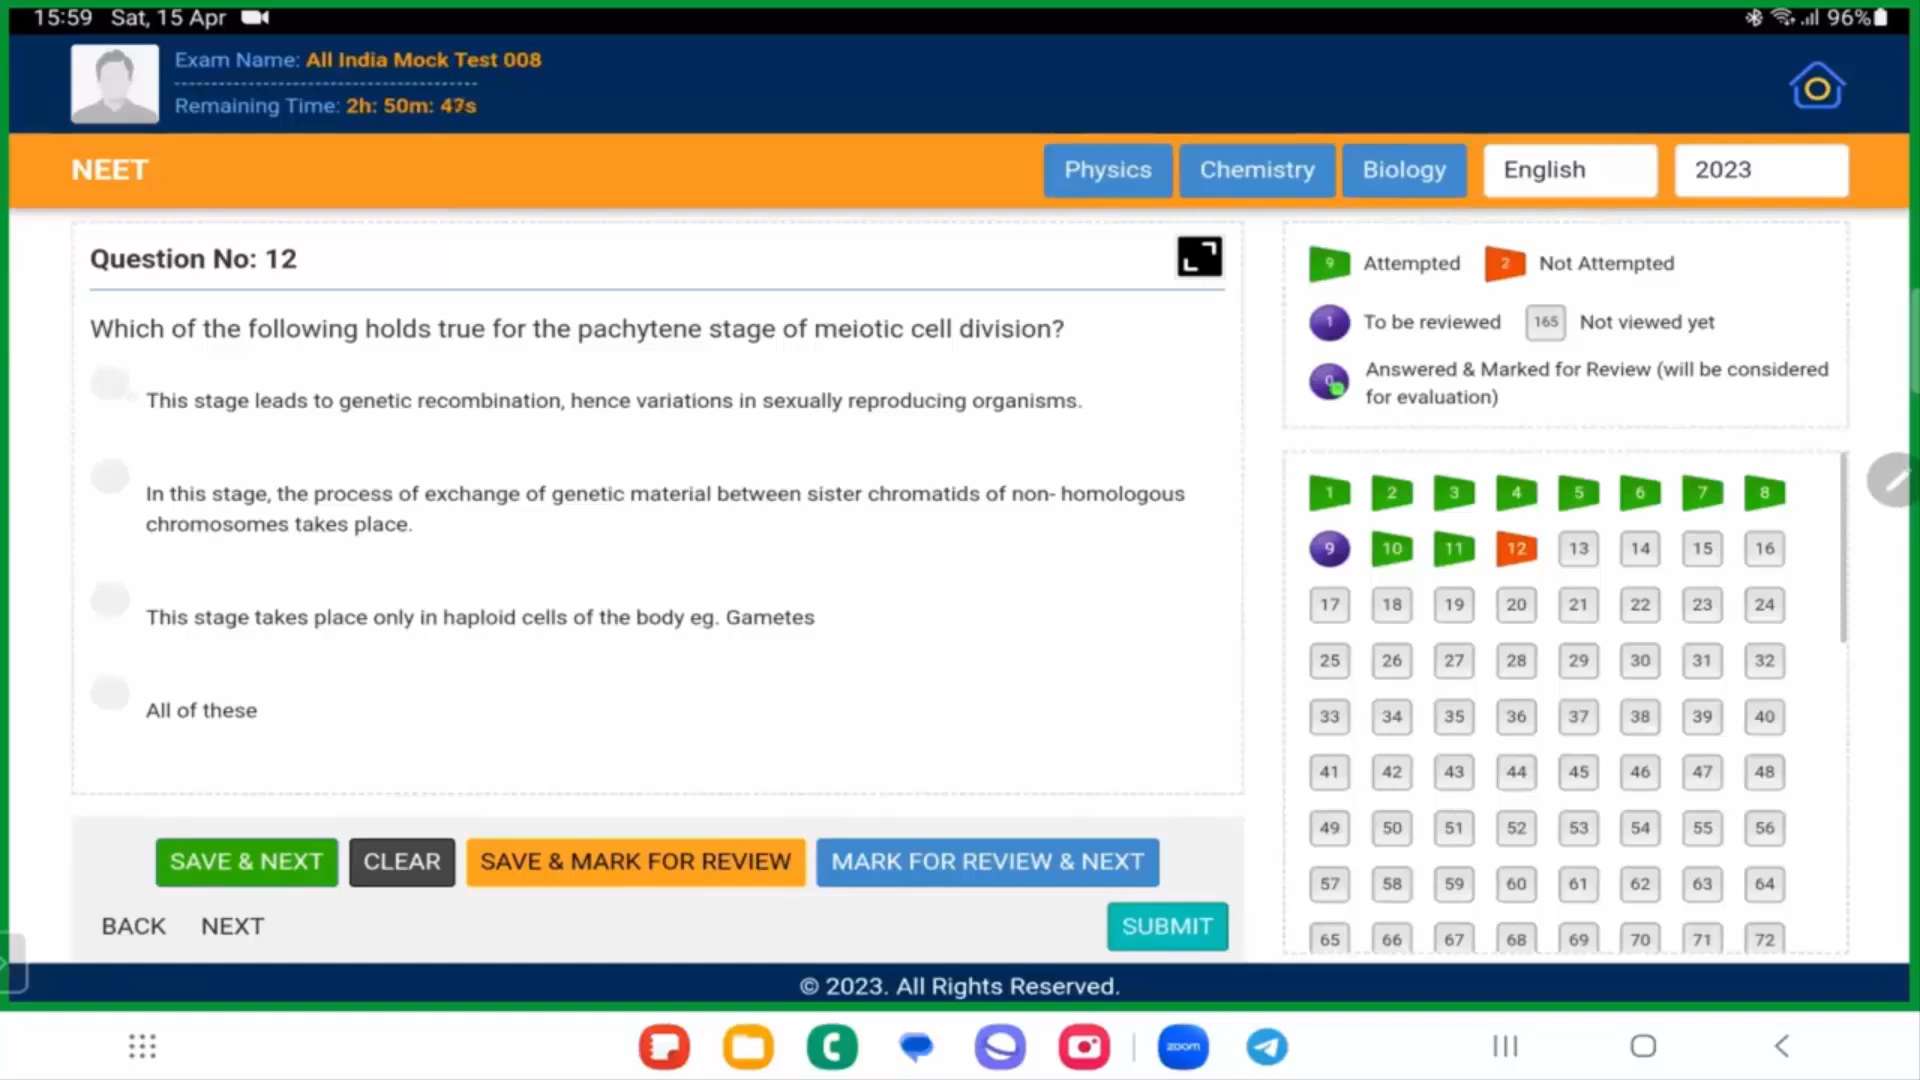 15:59 Sat, 15 Apr 96%
Exam Name: All India Mock Test 008
Remaining Time: 2h: 50m: 47s
NEET Physics Chemistry Biology English 2023
Question No: 12
Which of the following holds true for the pachytene stage of meiotic cell division?
This stage leads to genetic recombination, hence variations in sexually reproducing organisms.
In this stage, the process of exchange of genetic material between sister chromatids of non- homologous
chromosomes takes place.
This stage takes place only in haploid cells of the body eg. Gametes
All of these
SAVE & NEXT CLEAR SAVE & MARK FOR REVIEW MARK FOR REVIEW & NEXT
BACK NEXT SUBMIT
9 Attempted 2 Not Attempted
1 To be reviewed 165 Not viewed yet
0 Answered & Marked for Review (will be considered
for evaluation)
1 2 3 4 5 6 7 8
9 10 11 12 13 14 15 16
17 18 19 20 21 22 23 24
25 26 27 28 29 30 31 32
33 34 35 36 37 38 39 40
41 42 43 44 45 46 47 48
49 50 51 52 53 54 55 56
57 58 59 60 61 62 63 64
65 66 67 68 69 70 71 72
© 2023. All Rights Reserved.
zoom